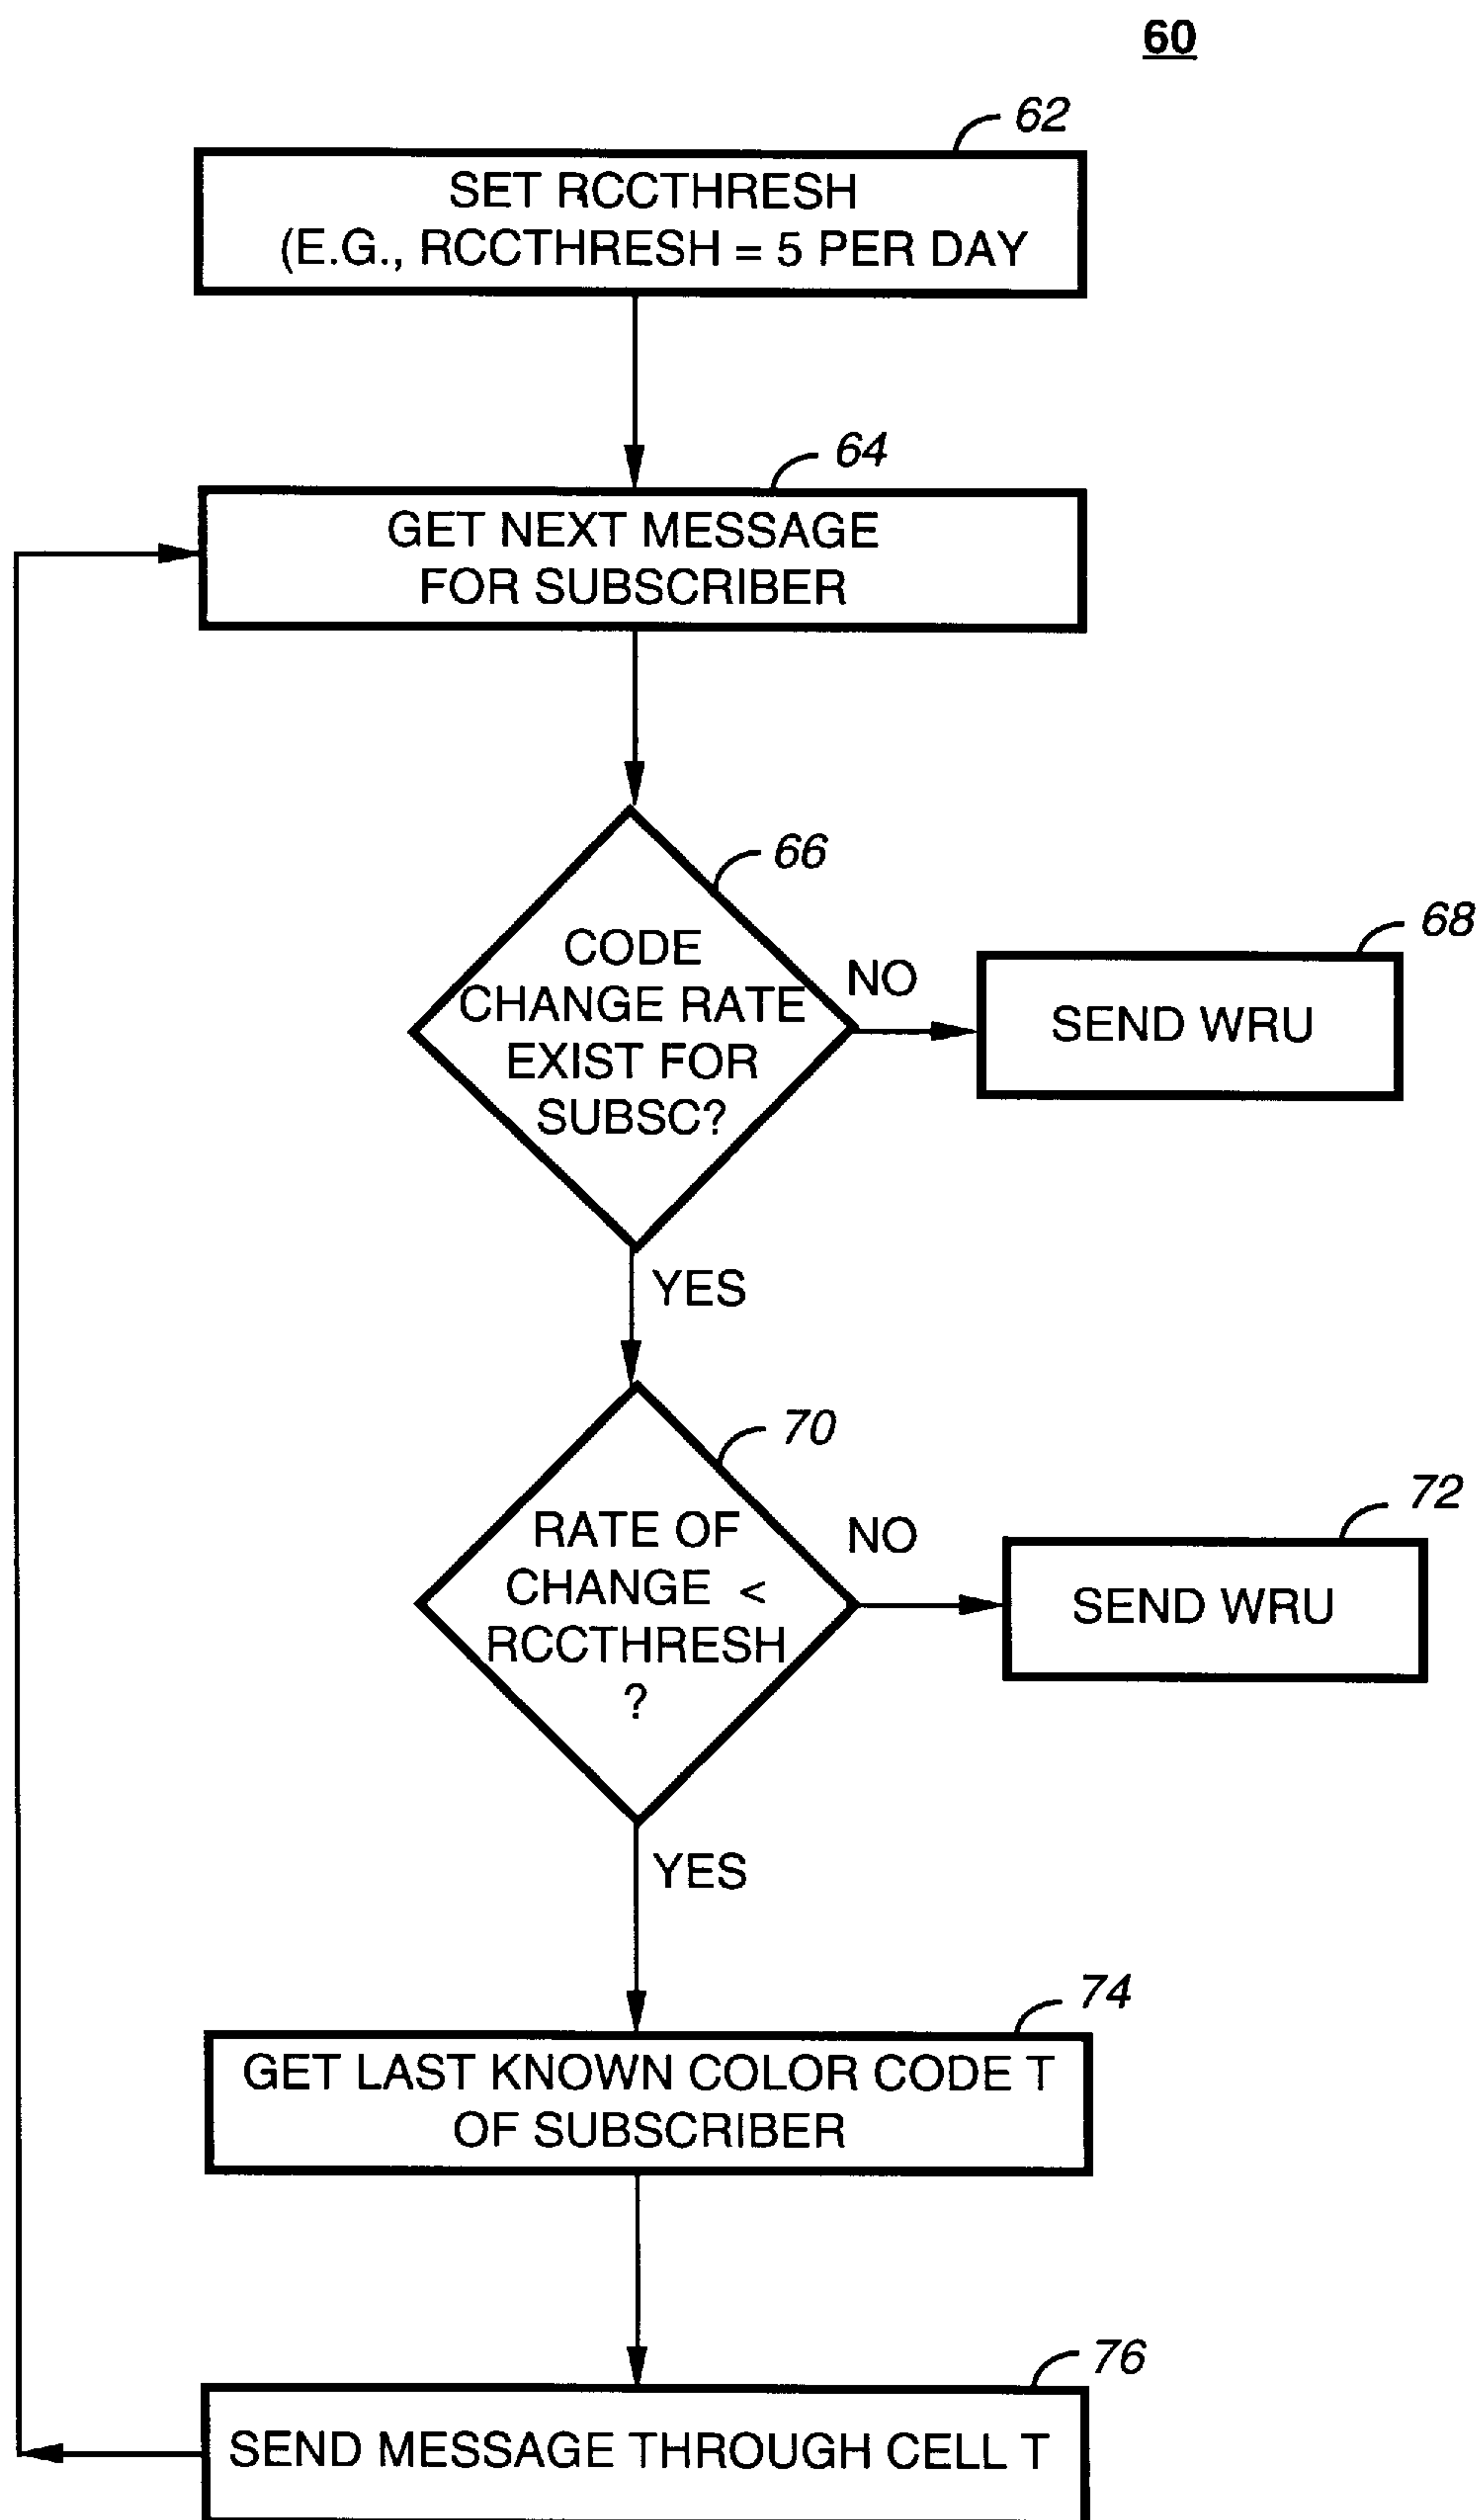 60
62
SET RCCTHRESH
(E.G., RCCTHRESH = 5 PER DAY
64
GET NEXT MESSAGE
FOR SUBSCRIBER
66
CODE
CHANGE RATE
EXIST FOR
SUBSC?
NO
68
SEND WRU
YES
70
RATE OF
CHANGE <
RCCTHRESH
?
NO
72
SEND WRU
YES
74
GET LAST KNOWN COLOR CODE T
OF SUBSCRIBER
76
SEND MESSAGE THROUGH CELL T